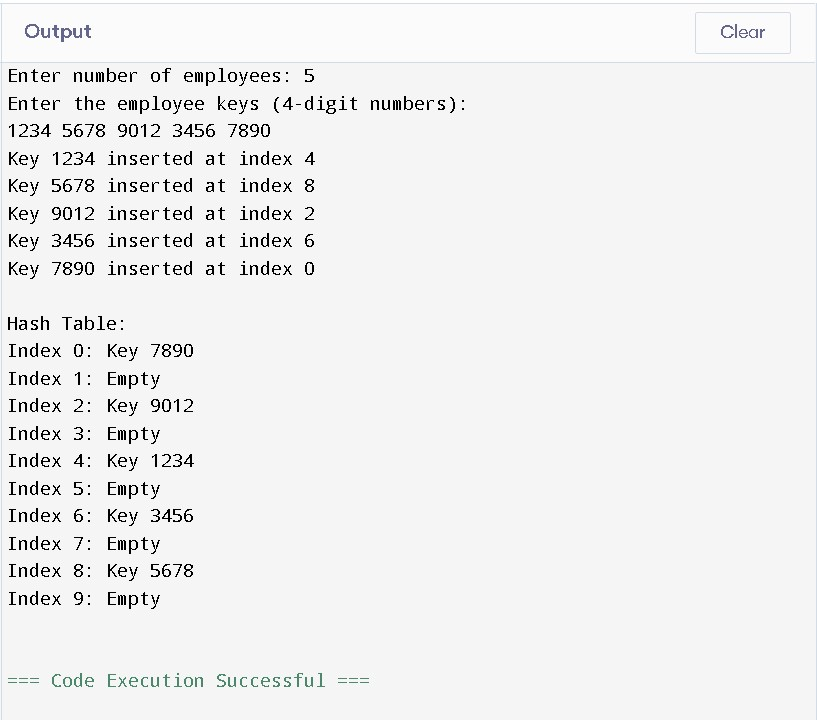 Output
Clear
Enter number of employees: 5
Enter the employee keys (4-digit numbers):
1234 5678 9012 3456 7890
Key 1234 inserted at index 4
Key 5678 inserted at index 8
Key 9012 inserted at index 2
Key 3456 inserted at index 6
Key 7890 inserted at index 0
Hash Table:
Index 0: Key 7890
Index 1: Empty
Index 2: Key 9012
Index 3: Empty
Index 4: Key 1234
Index 5: Empty
Index 6: Key 3456
Index 7: Empty
Index 8: Key 5678
Index 9: Empty
=== Code Execution Successful ===